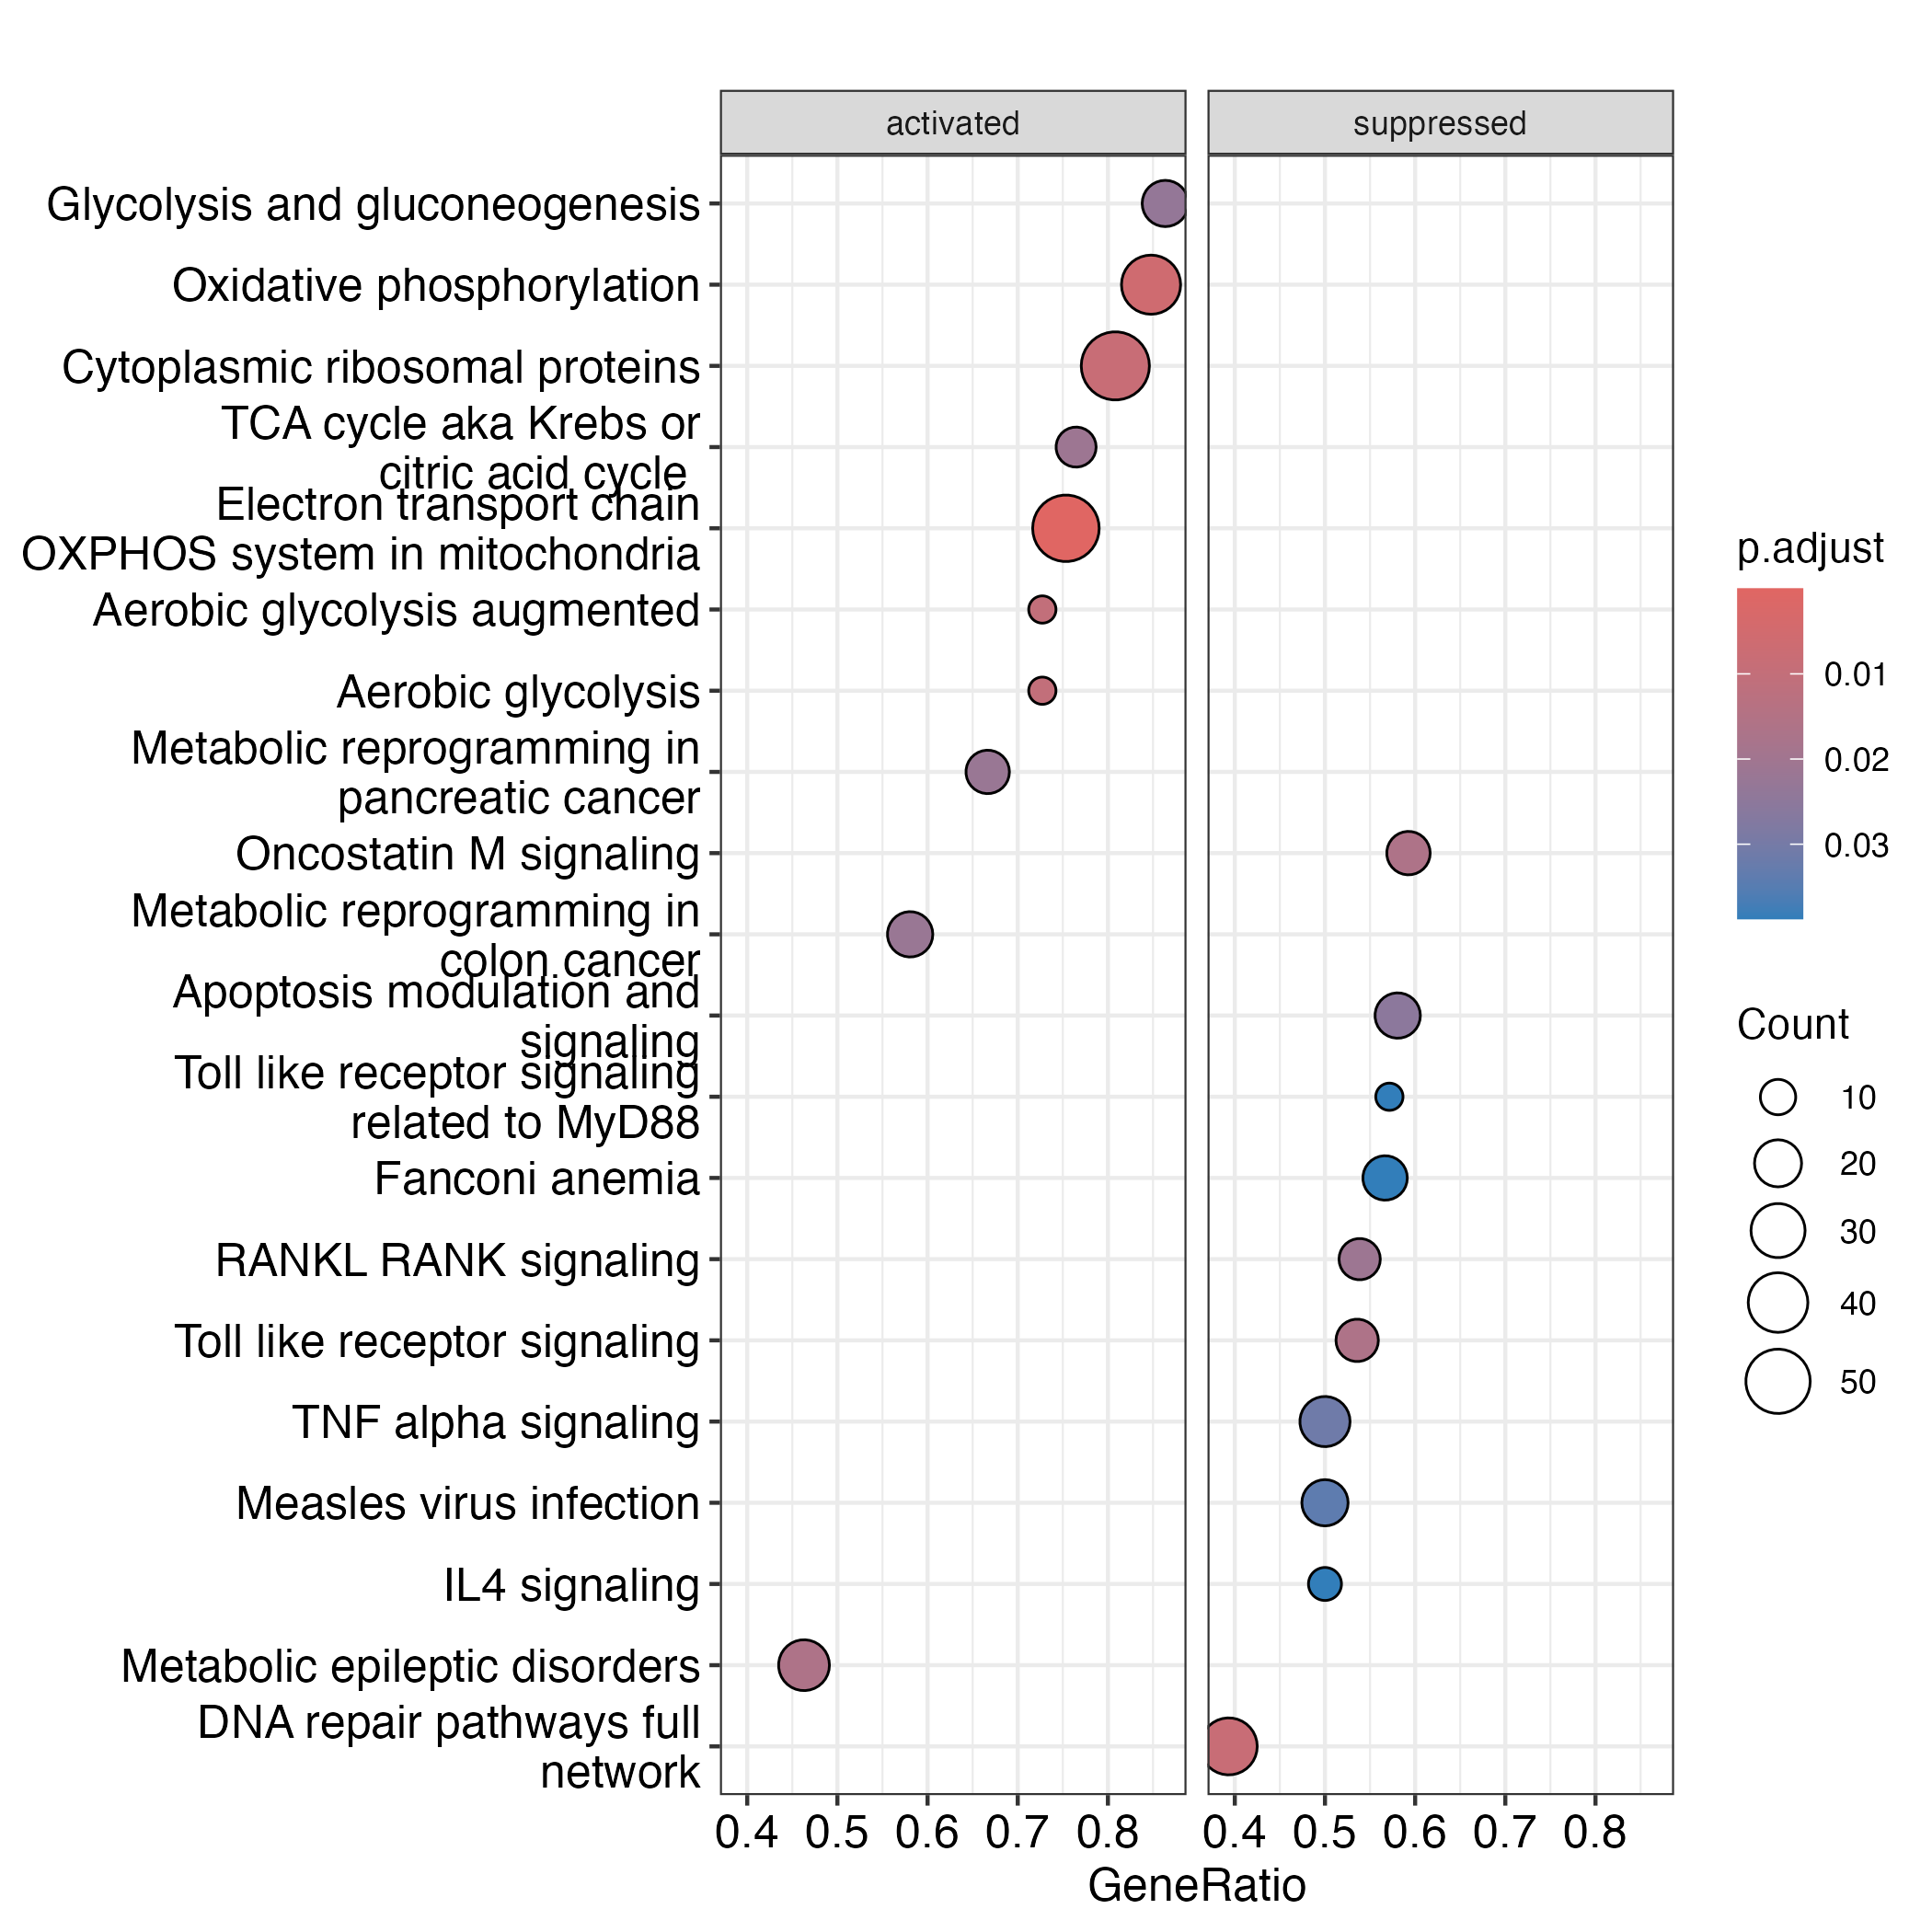 activated
suppressed
Glycolysis and gluconeogenesis
Oxidative phosphorylation
Cytoplasmic ribosomal proteins
TCA cycle aka Krebs or
citric acid cycle
Electron transport chain
OXPHOS system in mitochondria
Aerobic glycolysis augmented
Aerobic glycolysis
Metabolic reprogramming in
pancreatic cancer
Oncostatin M signaling
Metabolic reprogramming in
colon cancer
Apoptosis modulation and
signaling
Toll like receptor signaling
related to MyD88
Fanconi anemia
RANKL RANK signaling
Toll like receptor signaling
TNF alpha signaling
Measles virus infection
IL4 signaling
Metabolic epileptic disorders
DNA repair pathways full
network
0.4 0.5 0.6 0.7 0.8
0.4 0.5 0.6 0.7 0.8
GeneRatio
p.adjust
0.01
0.02
0.03
Count
10
20
30
40
50